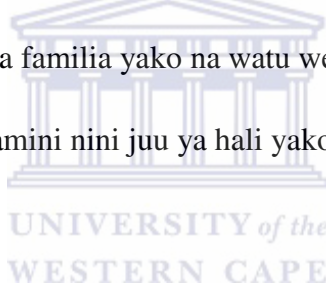 a familia yako na watu we
amini nini juu ya hali yako
UNIVERSITY of the
WESTERN CAPE